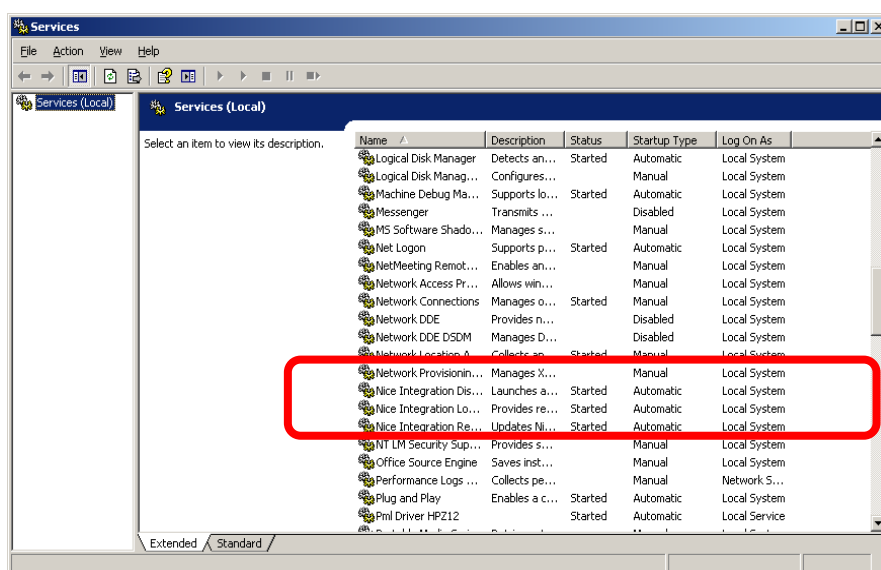 Services
File Action View Help
Services (Local)
Services (Local)
Select an item to view its description.
Name Description Status Startup Type Log On As
Logical Disk Manager Detects an... Started Automatic Local System
Logical Disk Manag... Configures... Manual Local System
Machine Debug Ma... Supports lo... Started Automatic Local System
Messenger Transmits ... Disabled Local System
MS Software Shado... Manages s... Manual Local System
Net Logon Supports p... Started Automatic Local System
NetMeeting Remot... Enables an... Manual Local System
Network Access Pr... Allows win... Manual Local System
Network Connections Manages o... Started Manual Local System
Network DDE Provides n... Disabled Local System
Network DDE DSDM Manages D... Disabled Local System
Network Location A... Collects an... Started Manual Local System
Network Provisionin... Manages X... Manual Local System
Nice Integration Dis... Launches a... Started Automatic Local System
Nice Integration Lo... Provides re... Started Automatic Local System
Nice Integration Re... Updates Ni... Started Automatic Local System
NT LM Security Sup... Provides s... Manual Local System
Office Source Engine Saves inst... Manual Local System
Performance Logs ... Collects pe... Manual Network S...
Plug and Play Enables a c... Started Automatic Local System
Pml Driver HPZ12 Started Automatic Local Service
Extended Standard